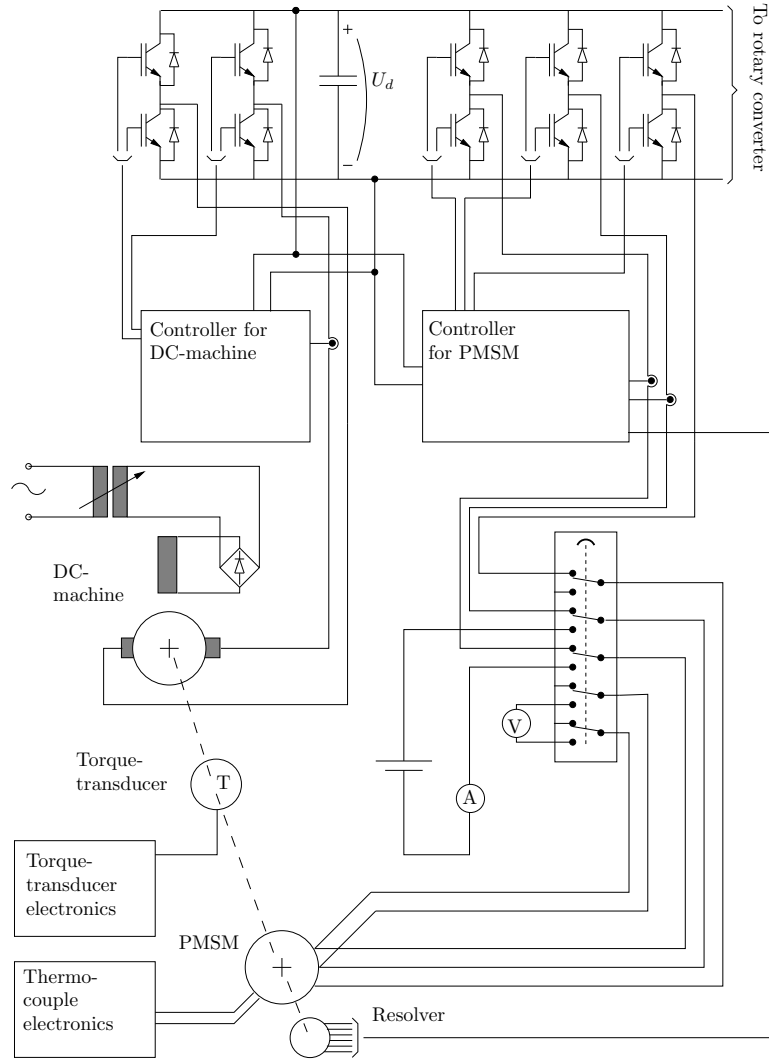 To rotary converter
+
U_d
−
Controller for
DC-machine
Controller
for PMSM
DC-
machine
V
Torque-
transducer
T
A
Torque-
transducer
electronics
PMSM
Thermo-
couple
electronics
Resolver